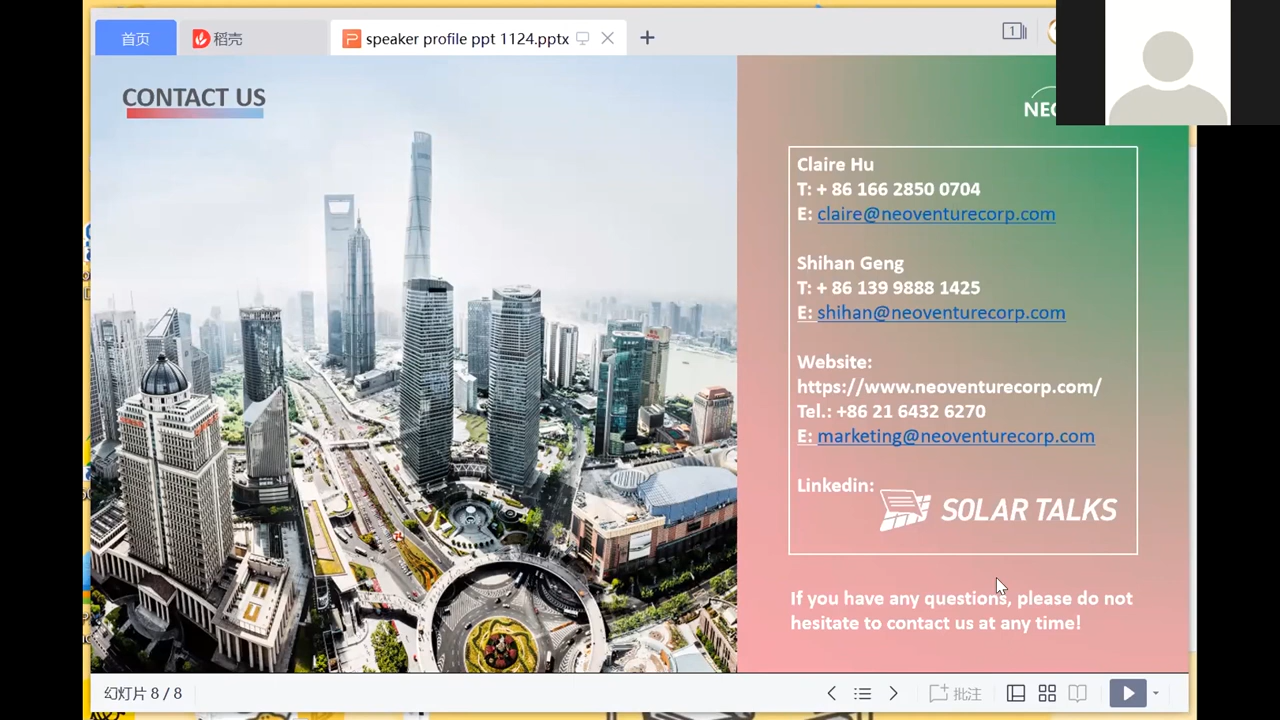 首页
稻壳
speaker profile ppt 1124.pptx
1
CONTACT US
NEO
Claire Hu
T: + 86 166 2850 0704
E: claire@neoventurecorp.com
Shihan Geng
T: + 86 139 9888 1425
E: shihan@neoventurecorp.com
Website:
https://www.neoventurecorp.com/
Tel.: +86 21 6432 6270
E: marketing@neoventurecorp.com
Linkedin:
SOLAR TALKS
If you have any questions, please do not
hesitate to contact us at any time!
幻灯片 8 / 8
批注